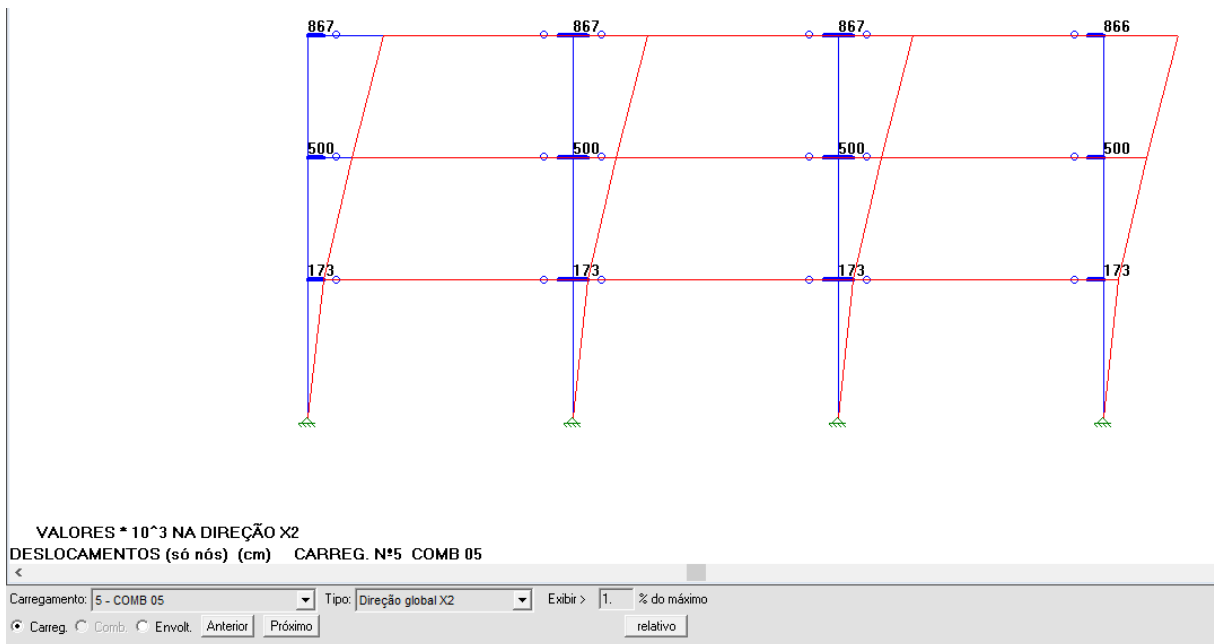 867 867 867 866
500 500 500 500
173 173 173 173
VALORES * 10^3 NA DIREÇÃO X2
DESLOCAMENTOS (só nós) (cm) CARREG. Nº5 COMB 05
Carregamento: 5 - COMB 05 Tipo: Direção global X2 Exibir > 1. % do máximo
Carreg. Comb. Envolt. Anterior Próximo relativo